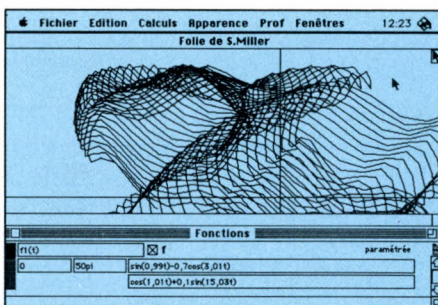 Fichier Edition Calculs Apparence Prof Fenêtres 12:23
Folie de S.Miller
Fonctions
f1(t) f paramétrée
0 50pi sin(0,99t)-0,7cos(3,01t)
cos(1,01t)+0,1sin(15,03t)